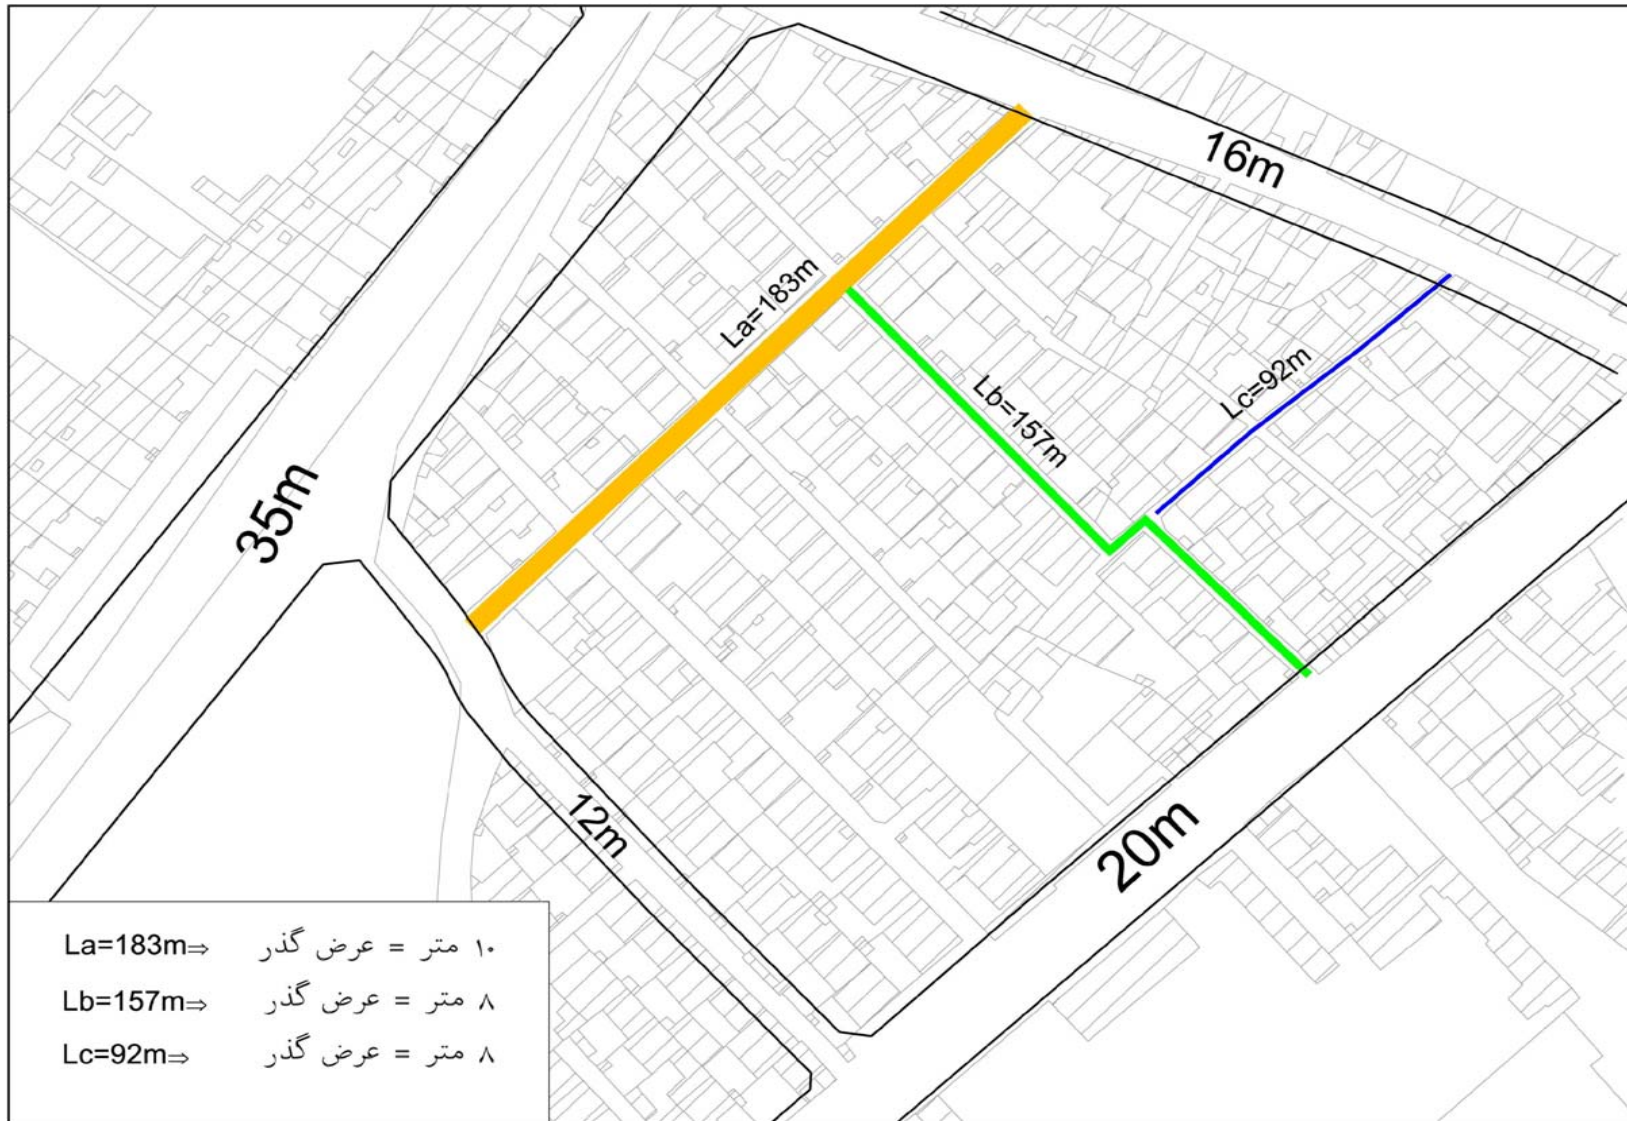 16m
La=183m
Lb=157m
Lc=92m
35m
12m
20m
La=183m⇒ عرض گذر = ۱۰ متر
Lb=157m⇒ عرض گذر = ۸ متر
Lc=92m⇒ عرض گذر = ۸ متر